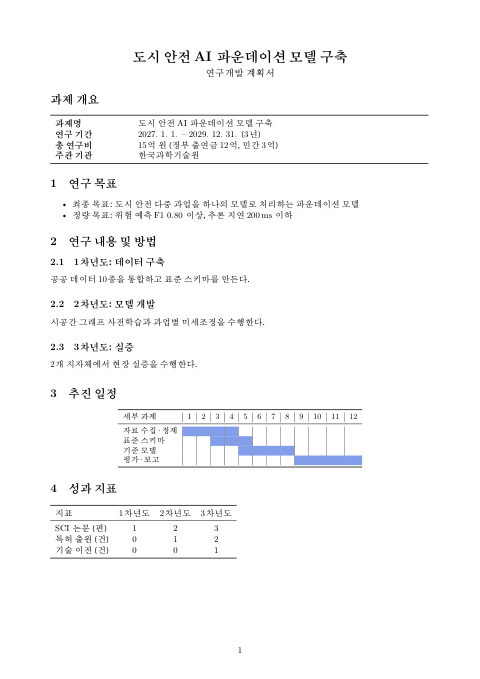 도시 안전 AI 파운데이션 모델 구축
연구개발 계획서
과제 개요
과제명 도시 안전 AI 파운데이션 모델 구축
연구 기간 2027. 1. 1. – 2029. 12. 31. (3년)
총 연구비 15억 원 (정부 출연금 12억, 민간 3억)
주관 기관 한국과학기술원
1 연구 목표
• 최종 목표: 도시 안전 다중 과업을 하나의 모델로 처리하는 파운데이션 모델
• 정량 목표: 위험 예측 F1 0.80 이상, 추론 지연 200 ms 이하
2 연구 내용 및 방법
2.1 1차년도: 데이터 구축
공공 데이터 10종을 통합하고 표준 스키마를 만든다.
2.2 2차년도: 모델 개발
시공간 그래프 사전학습과 과업별 미세조정을 수행한다.
2.3 3차년도: 실증
2개 지자체에서 현장 실증을 수행한다.
3 추진 일정
세부 과제 1 2 3 4 5 6 7 8 9 10 11 12
자료 수집·정제
표준 스키마
기준 모델
평가·보고
4 성과 지표
지표 1차년도 2차년도 3차년도
SCI 논문 (편) 1 2 3
특허 출원 (건) 0 1 2
기술 이전 (건) 0 0 1
1